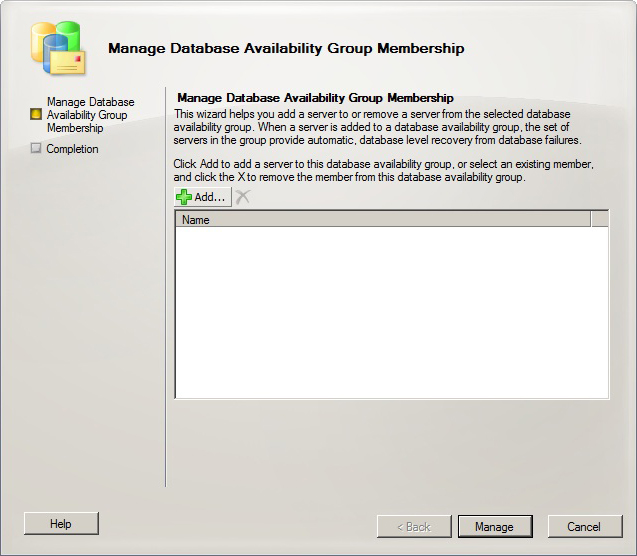 Manage Database Availability Group Membership
Manage Database
Availability Group
Membership
Completion
Manage Database Availability Group Membership
This wizard helps you add a server to or remove a server from the selected database
availability group. When a server is added to a database availability group, the set of
servers in the group provide automatic, database level recovery from database failures.
Click Add to add a server to this database availability group, or select an existing member,
and click the X to remove the member from this database availability group.
Add...
Name
Help
< Back
Manage
Cancel